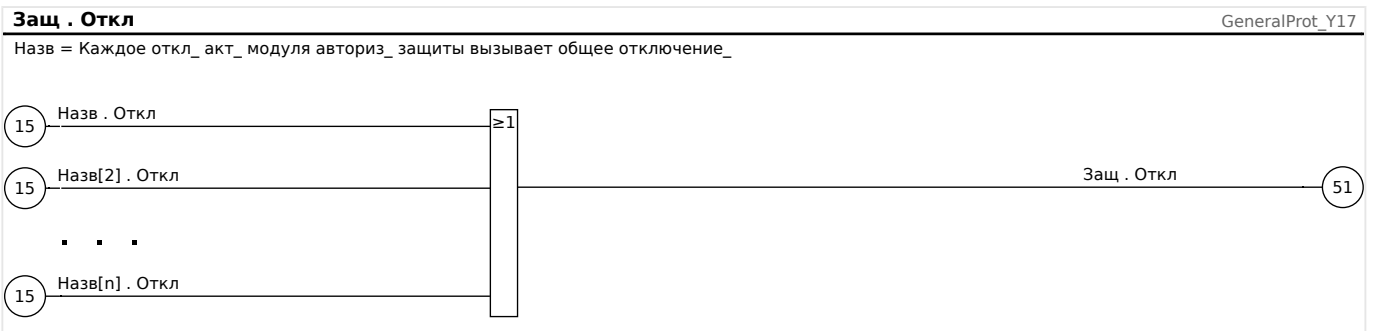 Защ . Откл
GeneralProt_Y17
Назв = Каждое откл_ акт_ модуля авториз_ защиты вызывает общее отключение_
15
Назв . Откл
≥1
15
Назв[2] . Откл
Защ . Откл
51
. . .
15
Назв[n] . Откл